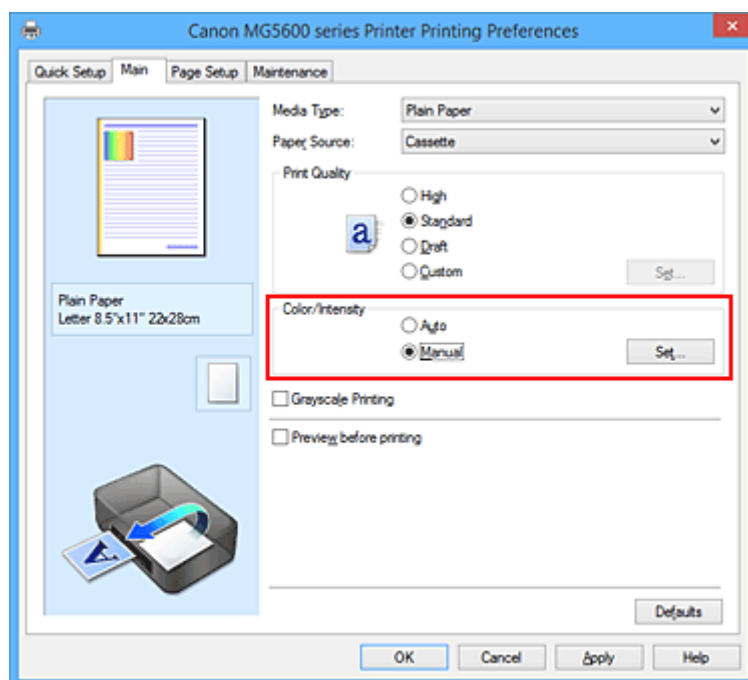 Canon MG5600 series Printer Printing Preferences
Quick Setup Main Page Setup Maintenance
Media Type: Plain Paper
Paper Source: Cassette
Print Quality
High
Standard
a
Draft
Custom Set...
Plain Paper
Letter 8.5"x11" 22x28cm
Color/Intensity
Auto
Manual Set...
Grayscale Printing
Preview before printing
A
Defaults
OK Cancel Apply Help